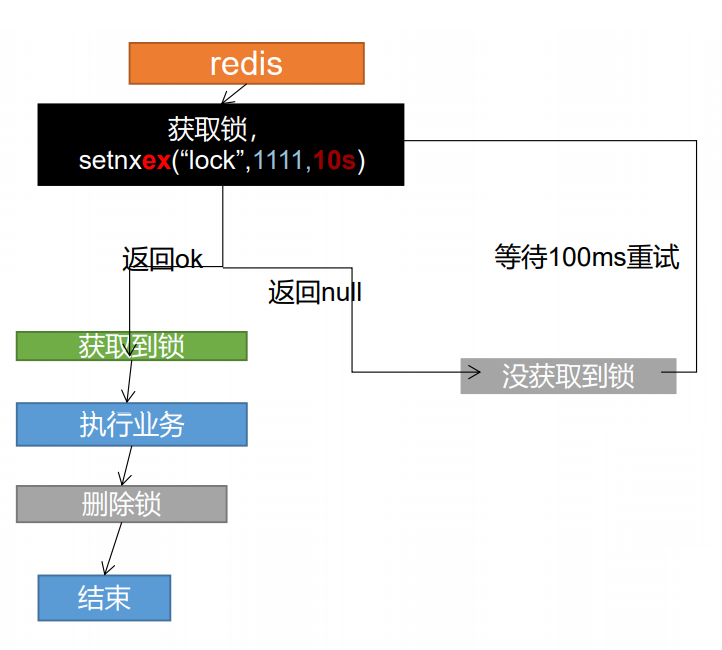 redis
获取锁，
setnxex(“lock”,1111,10s)
返回ok
等待100ms重试
返回null
获取到锁
没获取到锁
执行业务
删除锁
结束